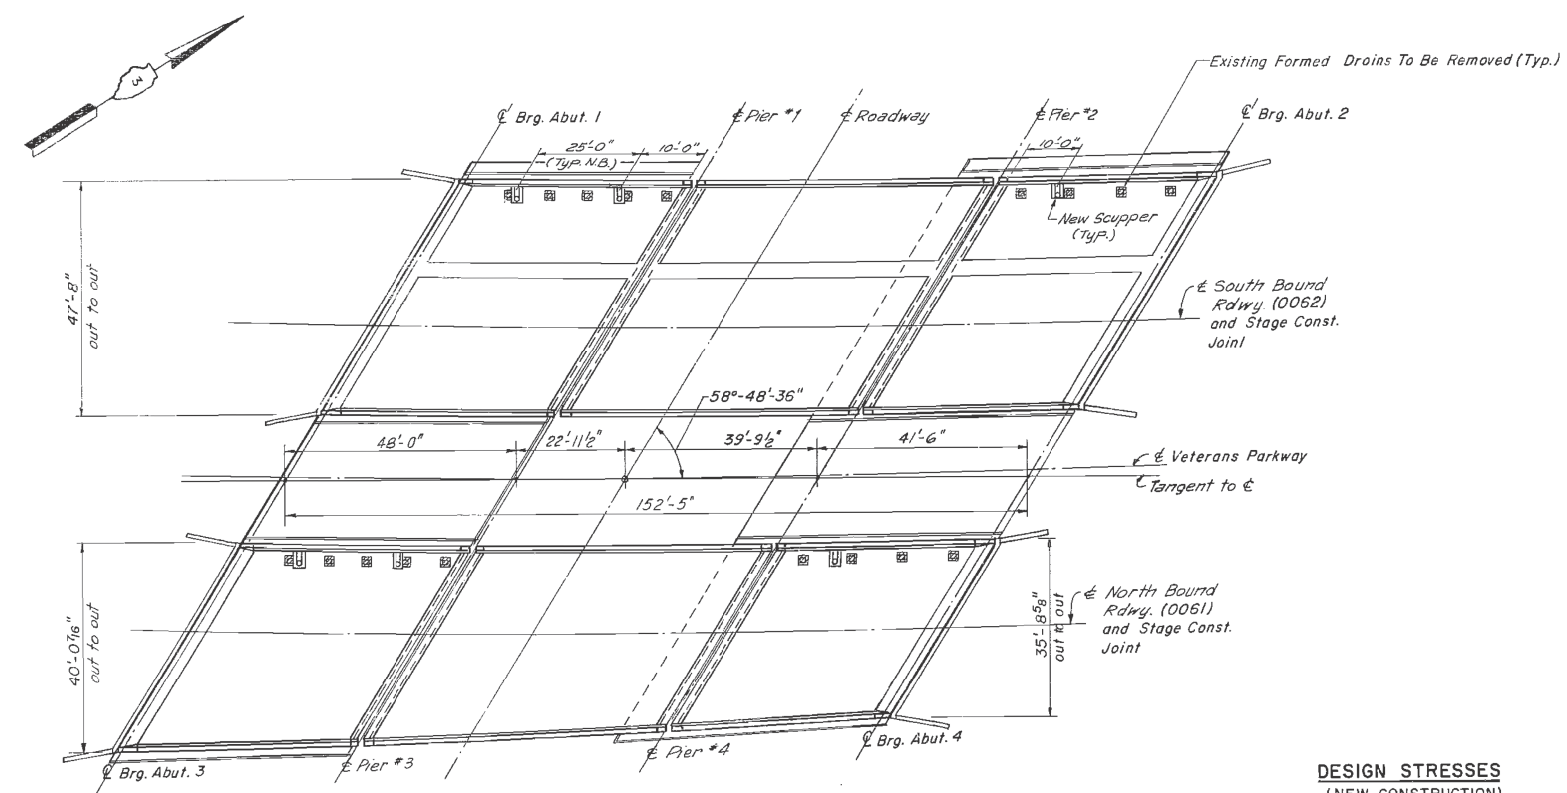 Existing Formed Drains To Be Removed (Typ.)
℄ Brg. Abut. 1
℄ Pier #1
℄ Roadway
℄ Pier #2
℄ Brg. Abut. 2
25'-0"
(Typ. N.B.)
10'-0"
10'-0"
New Scupper
(Typ.)
47'-8"
out to out
℄ South Bound
Rdwy. (0062)
and Stage Const.
Joint
58°-48'-36"
48'-0"
22'-11½"
39'-9½"
41'-6"
℄ Veterans Parkway
Tangent to ℄
152'-5"
40'-0 7/16"
out to out
35'-8 5/8"
out to out
℄ North Bound
Rdwy. (0061)
and Stage Const.
Joint
℄ Brg. Abut. 3
℄ Pier #3
℄ Pier #4
℄ Brg. Abut. 4
DESIGN STRESSES
(NEW CONSTRUCTION)